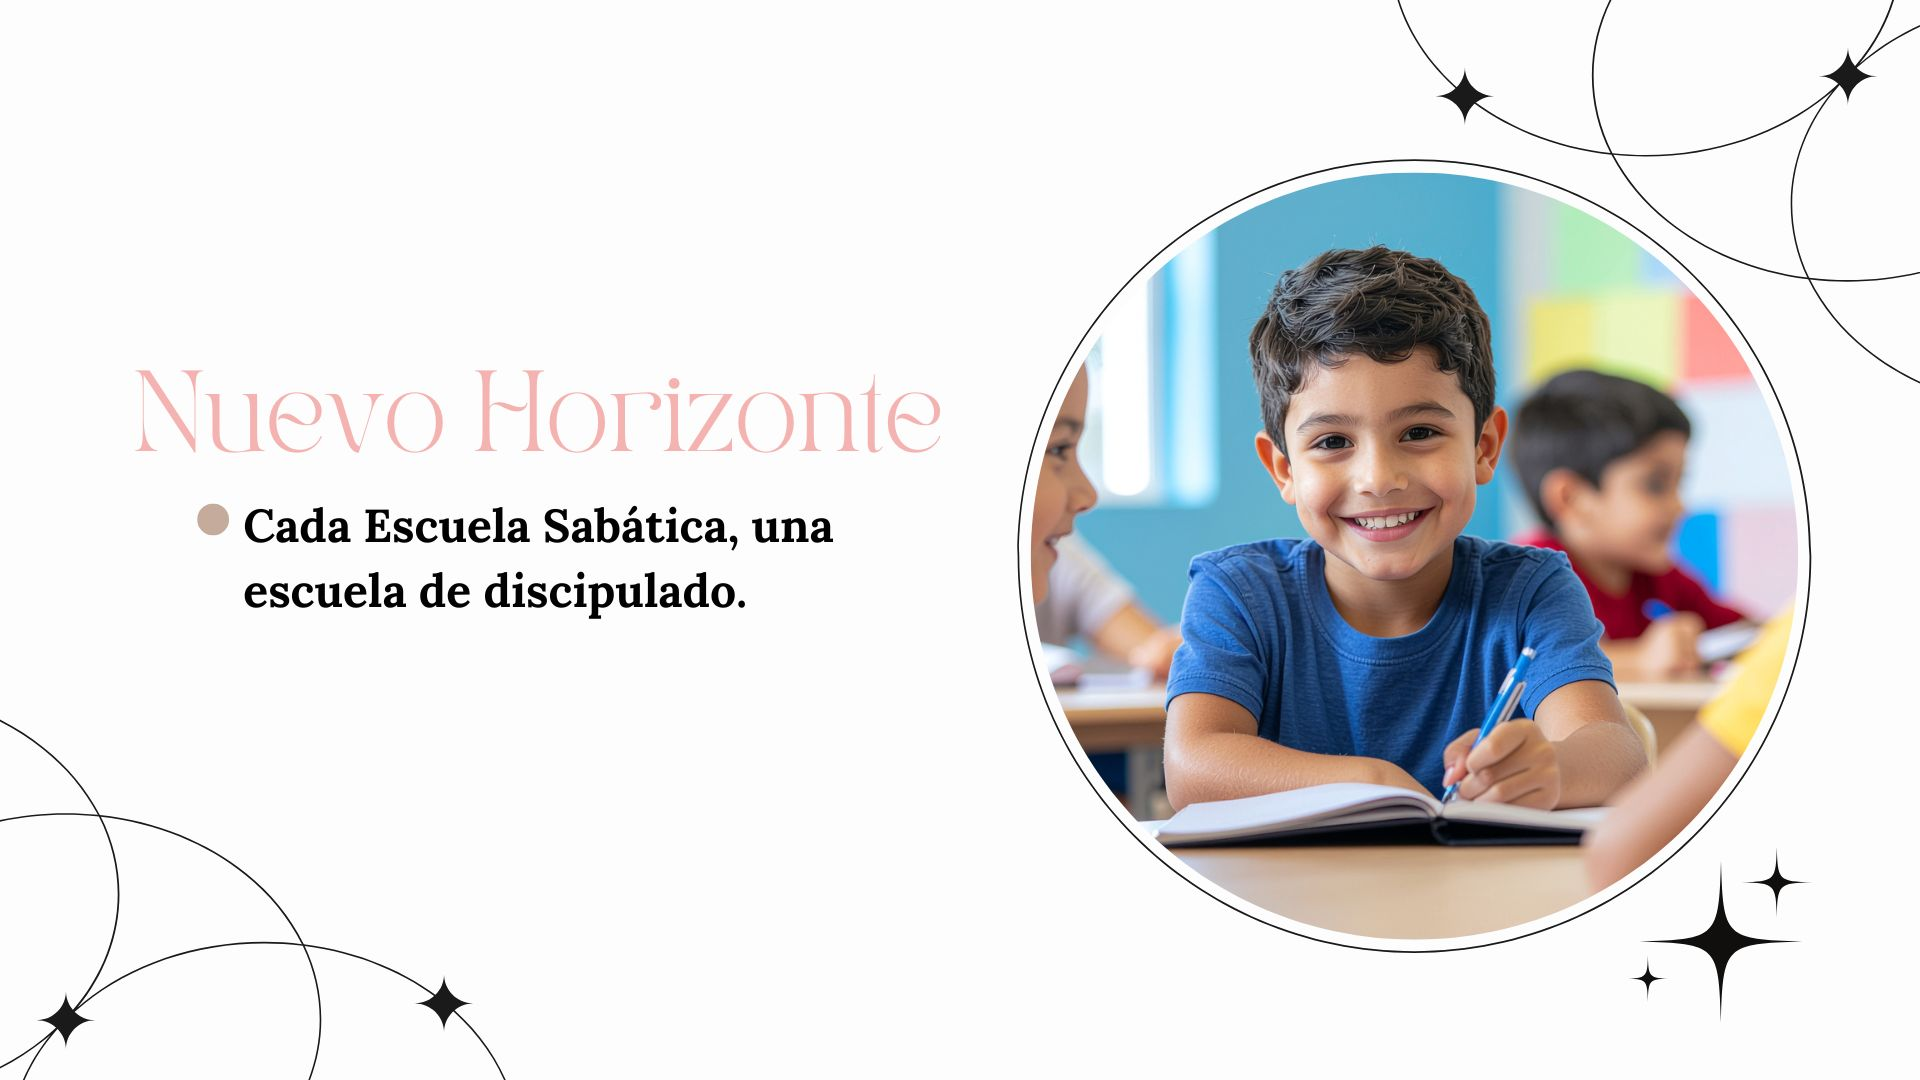 Nuevo Horizonte
Cada Escuela Sabática, una
escuela de discipulado.